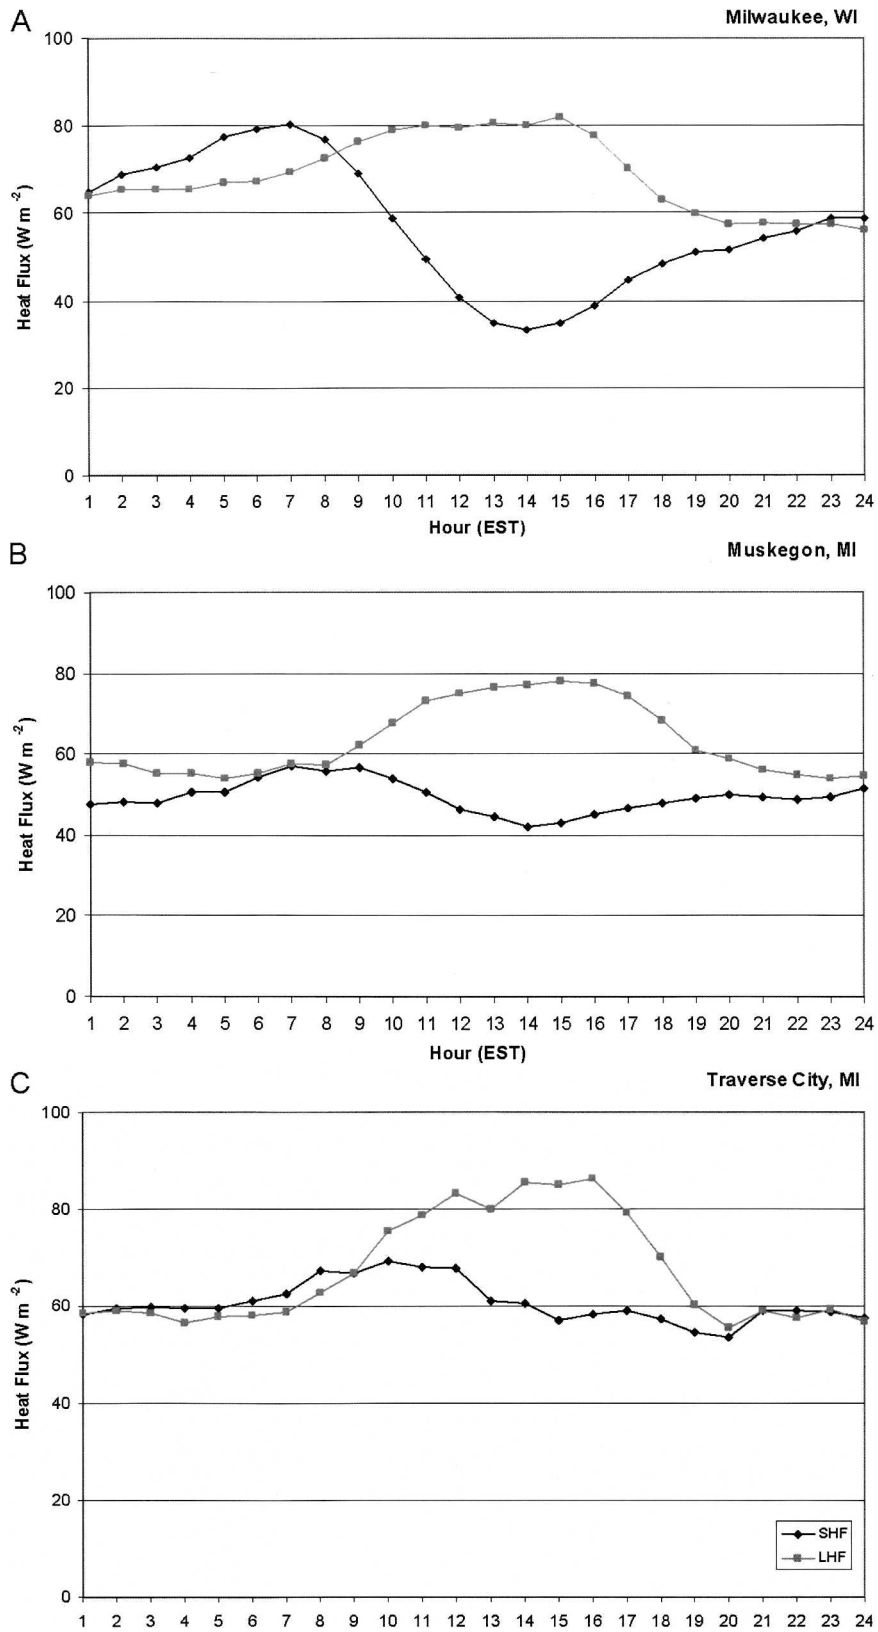 A
Milwaukee, WI
100
80
60
40
20
0
Heat Flux (W m-2)
1 2 3 4 5 6 7 8 9 10 11 12 13 14 15 16 17 18 19 20 21 22 23 24
Hour (EST)
B
Muskegon, MI
100
80
60
40
20
0
Heat Flux (W m-2)
1 2 3 4 5 6 7 8 9 10 11 12 13 14 15 16 17 18 19 20 21 22 23 24
Hour (EST)
C
Traverse City, MI
100
80
60
40
20
0
Heat Flux (W m-2)
SHF
LHF
1 2 3 4 5 6 7 8 9 10 11 12 13 14 15 16 17 18 19 20 21 22 23 24